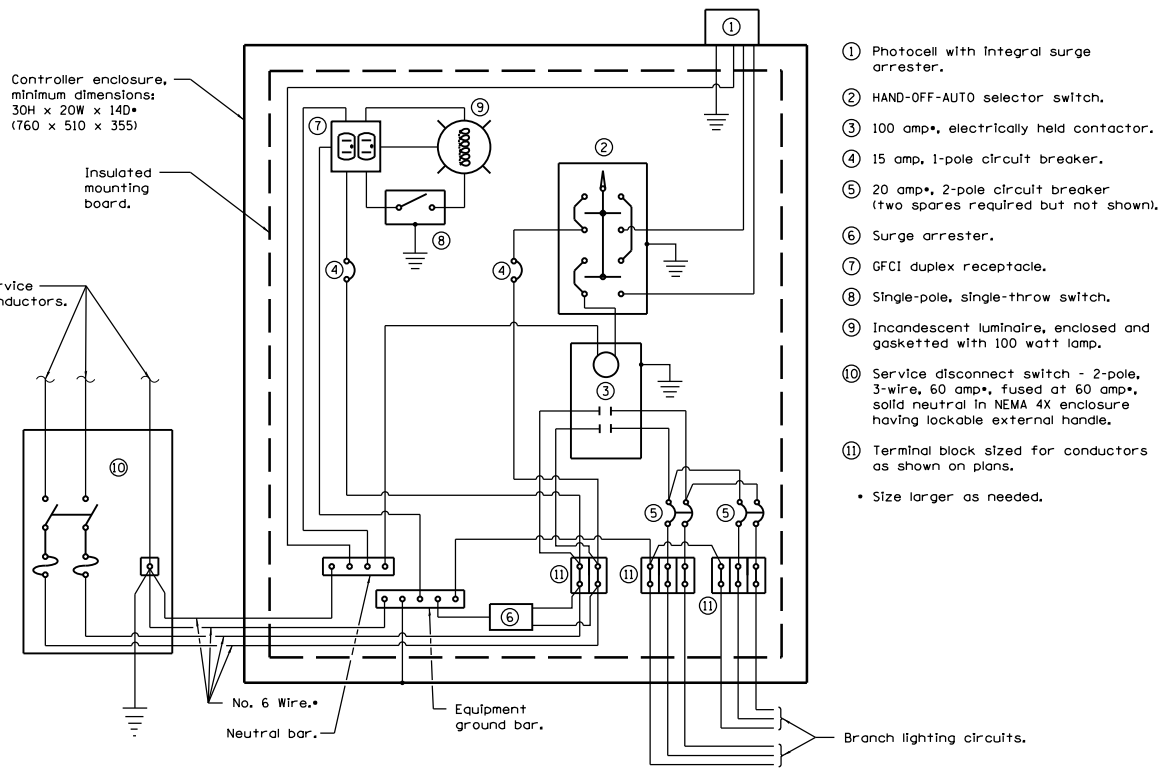 1
Controller enclosure,
minimum dimensions:
30H x 20W x 14D•
(760 x 510 x 355)
Insulated
mounting
board.
7
9
8
2
4
4
3
10
5
5
11
11
11
6
No. 6 Wire.•
Neutral bar.
Equipment
ground bar.
Branch lighting circuits.
1 Photocell with integral surge
arrester.
2 HAND-OFF-AUTO selector switch.
3 100 amp•, electrically held contactor.
4 15 amp, 1-pole circuit breaker.
5 20 amp•, 2-pole circuit breaker
(two spares required but not shown).
6 Surge arrester.
7 GFCI duplex receptacle.
8 Single-pole, single-throw switch.
9 Incandescent luminaire, enclosed and
gasketted with 100 watt lamp.
10 Service disconnect switch - 2-pole,
3-wire, 60 amp•, fused at 60 amp•,
solid neutral in NEMA 4X enclosure
having lockable external handle.
11 Terminal block sized for conductors
as shown on plans.
• Size larger as needed.